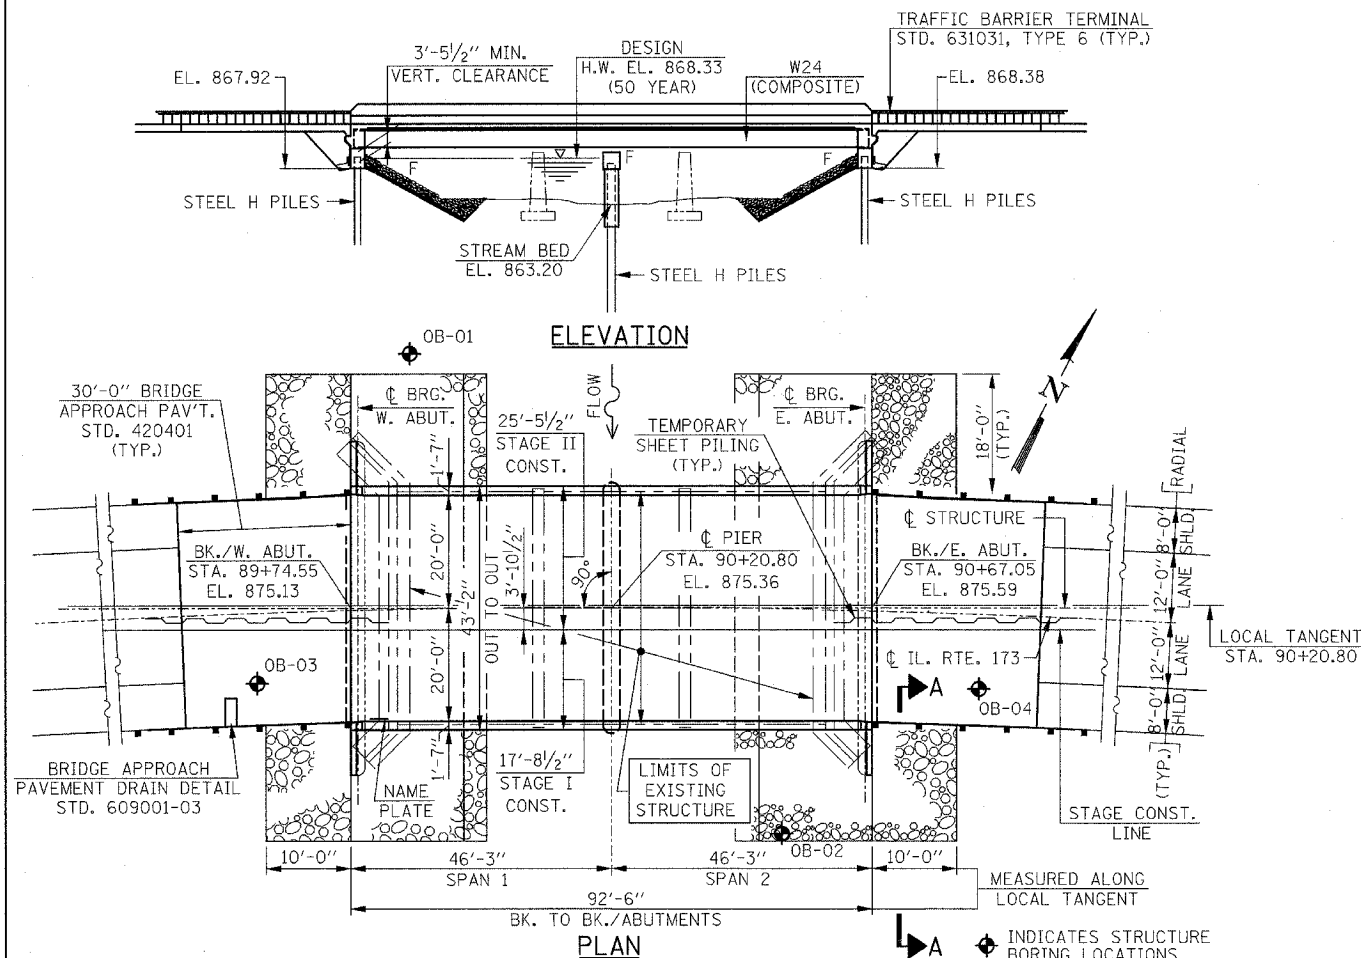 TRAFFIC BARRIER TERMINAL
STD. 631031, TYPE 6 (TYP.)
3'-5½" MIN.
VERT. CLEARANCE
DESIGN
H.W. EL. 868.33
(50 YEAR)
W24
(COMPOSITE)
EL. 867.92
EL. 868.38
F
F
F
STEEL H PILES
STEEL H PILES
STREAM BED
EL. 863.20
STEEL H PILES
ELEVATION
OB-01
30'-0" BRIDGE
APPROACH PAV'T.
STD. 420401
(TYP.)
℄ BRG.
W. ABUT.
1'-7"
25'-5½"
STAGE II
CONST.
FLOW
TEMPORARY
SHEET PILING
(TYP.)
℄ BRG.
E. ABUT.
18'-0"
(TYP.)
N
RADIAL
℄ STRUCTURE
8'-0"
SHLD.
BK./W. ABUT.
STA. 89+74.55
EL. 875.13
20'-0"
43'-2"
OUT TO OUT
3'-10½"
90°
℄ PIER
STA. 90+20.80
EL. 875.36
BK./E. ABUT.
STA. 90+67.05
EL. 875.59
12'-0"
LANE
LOCAL TANGENT
STA. 90+20.80
℄ IL. RTE. 173
12'-0"
LANE
OB-03
20'-0"
A
OB-04
8'-0"
SHLD.
(TYP.)
BRIDGE APPROACH
PAVEMENT DRAIN DETAIL
STD. 609001-03
NAME
PLATE
1'-7"
17'-8½"
STAGE I
CONST.
LIMITS OF
EXISTING
STRUCTURE
STAGE CONST.
LINE
OB-02
10'-0"
46'-3"
SPAN 1
46'-3"
SPAN 2
10'-0"
MEASURED ALONG
LOCAL TANGENT
92'-6"
BK. TO BK./ABUTMENTS
PLAN
A
INDICATES STRUCTURE
BORING LOCATIONS